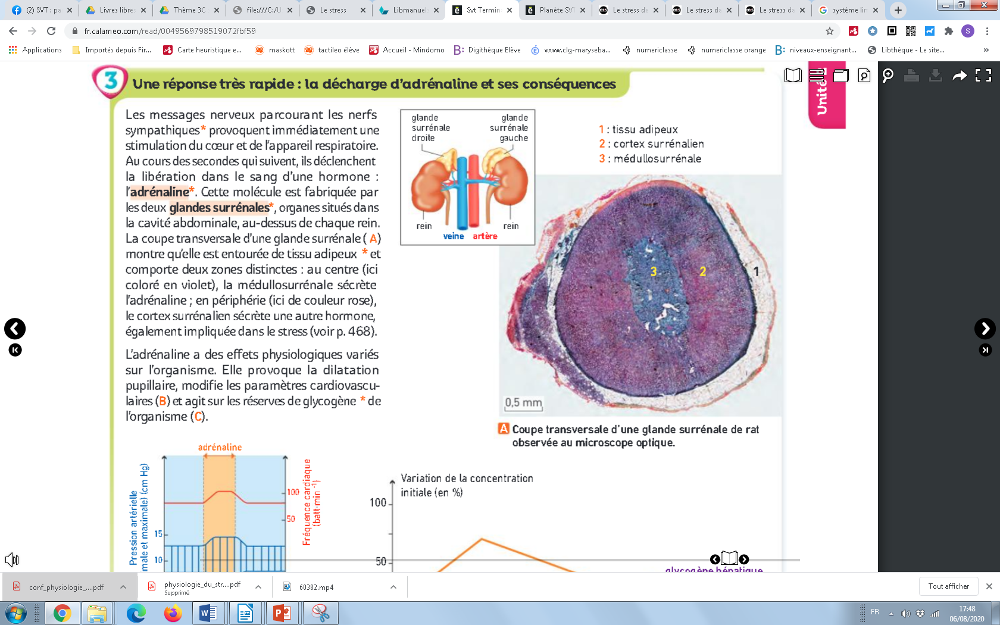 (2) SVT : pa
Livres libres
Thème 3C
file:///C:/U
Le stress
Libmanuels
Svt Termin
Planète SVT
Le stress da
Le stress da
Le stress da
système lin
fr.calameo.com/read/0049569798519072fbf59
S
Applications
Importés depuis Fir...
Carte heuristique e...
maskott
tactileo élève
Accueil - Mindomo
Digithèque Elève
www.clg-maryseba...
numericlasse
numericlasse orange
niveaux-enseignant...
Libthèque - Le site...
»
3 Une réponse très rapide : la décharge d'adrénaline et ses conséquences
Unité
Les messages nerveux parcourant les nerfs
sympathiques* provoquent immédiatement une
stimulation du cœur et de l'appareil respiratoire.
Au cours des secondes qui suivent, ils déclenchent
la libération dans le sang d'une hormone :
l'adrénaline*. Cette molécule est fabriquée par
les deux glandes surrénales*, organes situés dans
la cavité abdominale, au-dessus de chaque rein.
La coupe transversale d'une glande surrénale ( A)
montre qu'elle est entourée de tissu adipeux * et
comporte deux zones distinctes : au centre (ici
coloré en violet), la médullosurrénale sécrète
l'adrénaline ; en périphérie (ici de couleur rose),
le cortex surrénalien sécrète une autre hormone,
également impliquée dans le stress (voir p. 468).
L'adrénaline a des effets physiologiques variés
sur l'organisme. Elle provoque la dilatation
pupillaire, modifie les paramètres cardiovascu-
laires (B) et agit sur les réserves de glycogène * de
l'organisme (C).
glande
surrénale
droite
glande
surrénale
gauche
rein
rein
veine artère
1 : tissu adipeux
2 : cortex surrénalien
3 : médullosurrénale
3
2
1
0,5 mm
A Coupe transversale d'une glande surrénale de rat
observée au microscope optique.
adrénaline
Pression artérielle
male et maximale) (cm Hg)
15
10
100
50
Fréquence cardiaque
(batt·min⁻¹)
Variation de la concentration
initiale (en %)
100
50
glycogène hépatique
conf_physiologie_....pdf
physiologie_du_str....pdf
Supprimé
60382.mp4
Tout afficher
FR
17:48
06/08/2020